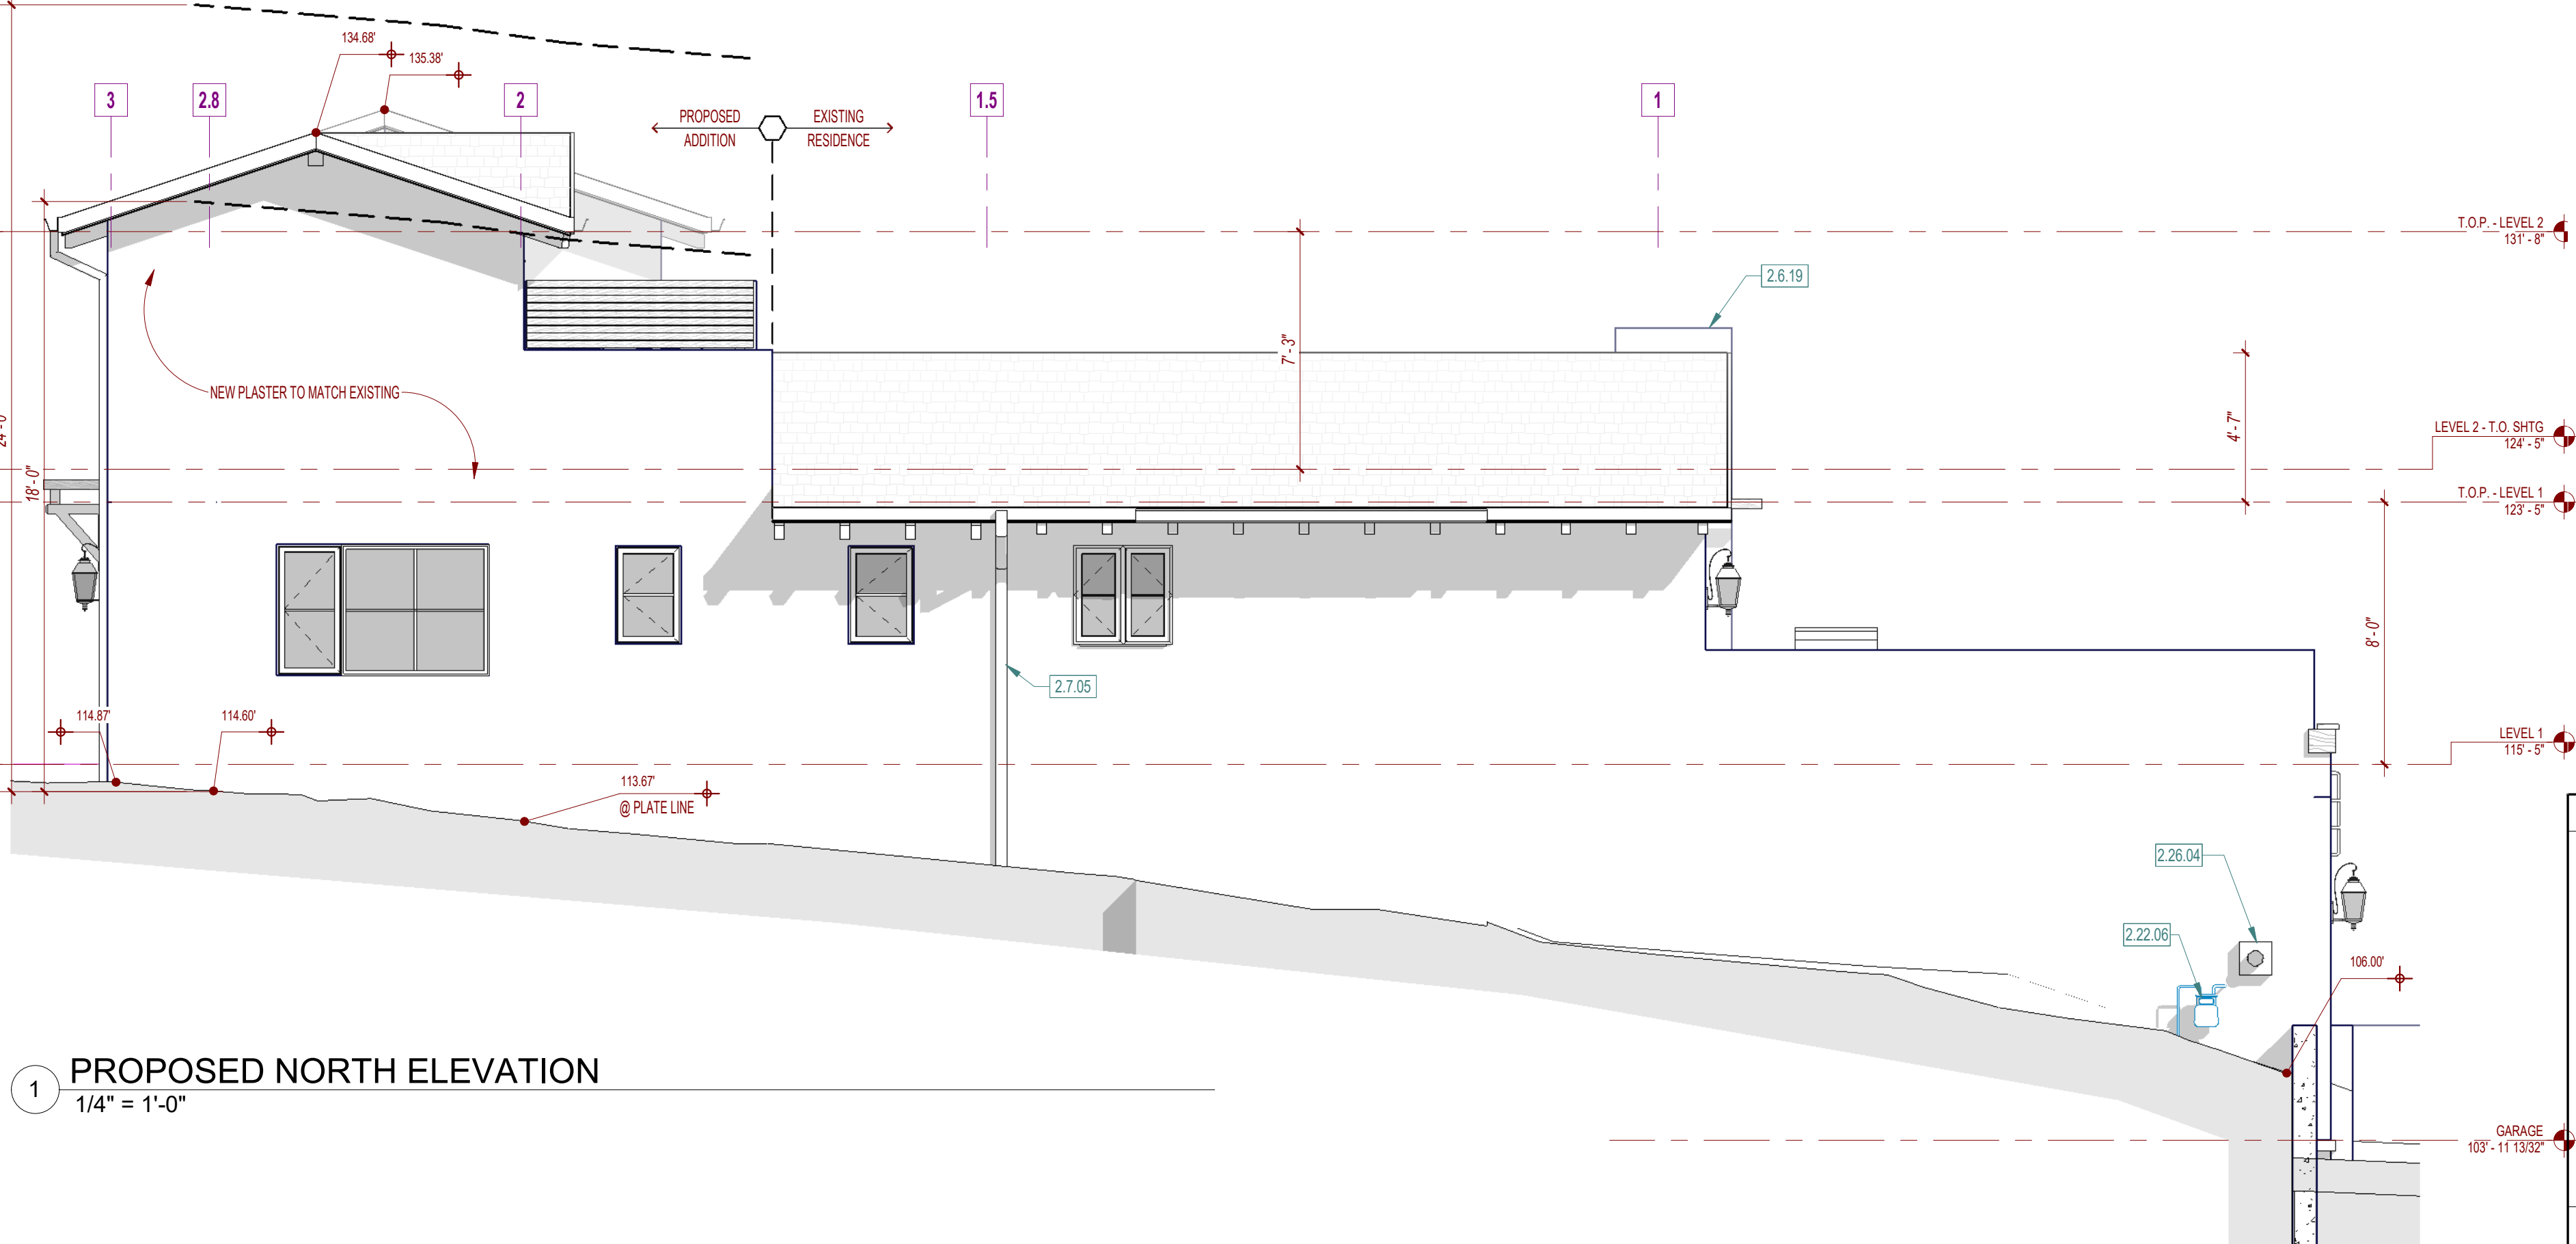 134.68'
135.38'
3
2.8
2
1.5
1
PROPOSED
ADDITION
EXISTING
RESIDENCE
T.O.P. - LEVEL 2
131' - 8"
2.6.19
7' - 3"
NEW PLASTER TO MATCH EXISTING
24' - 0"
18' - 0"
4' - 7"
LEVEL 2 - T.O. SHTG
124' - 5"
T.O.P. - LEVEL 1
123' - 5"
8' - 0"
2.7.05
114.87'
114.60'
LEVEL 1
115' - 5"
113.67'
@ PLATE LINE
2.26.04
2.22.06
106.00'
1
PROPOSED NORTH ELEVATION
1/4" = 1'-0"
GARAGE
103' - 11 13/32"